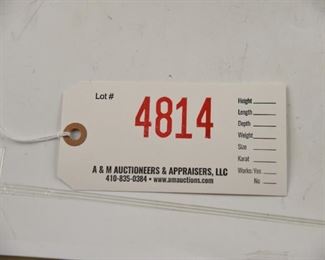 Lot #
4814
Height
Length
Depth
Weight
Size
Karat
Works: Yes
No
A & M AUCTIONEERS & APPRAISERS, LLC
410-835-0384 • www.amauctions.com